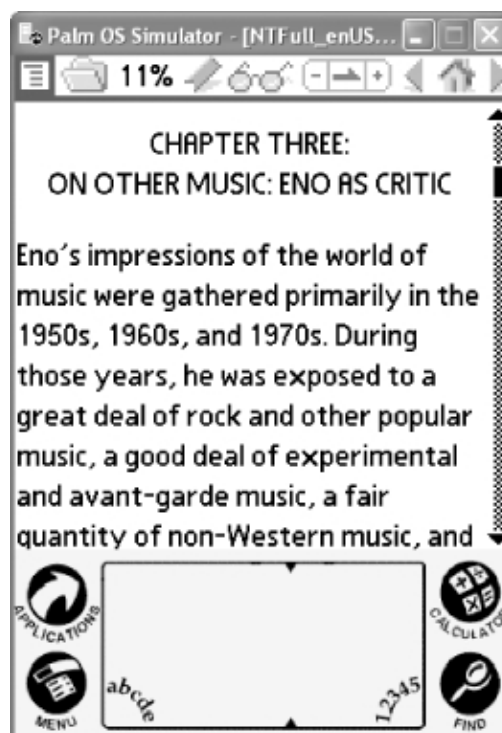 Palm OS Simulator - [NTFull_enUS...
11%
CHAPTER THREE:
ON OTHER MUSIC: ENO AS CRITIC
Eno's impressions of the world of
music were gathered primarily in the
1950s, 1960s, and 1970s. During
those years, he was exposed to a
great deal of rock and other popular
music, a good deal of experimental
and avant-garde music, a fair
quantity of non-Western music, and
APPLICATIONS
CALCULATOR
abcde
12345
MENU
FIND